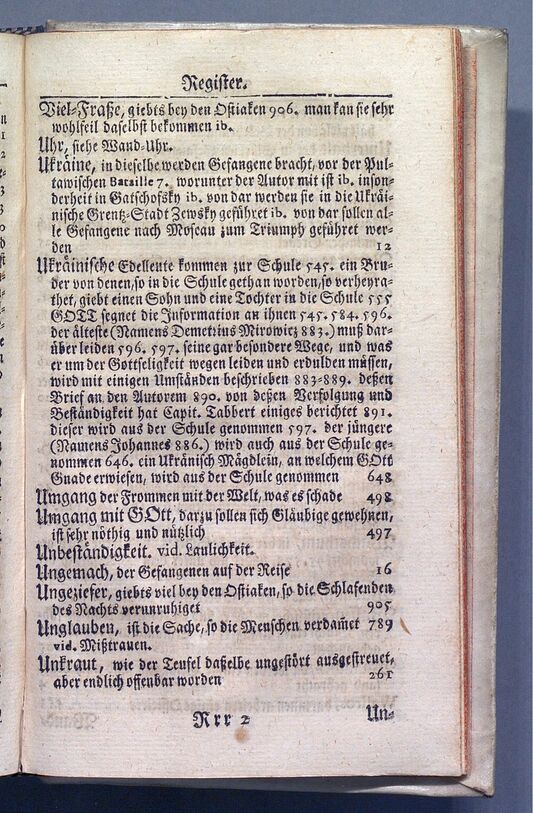 Register.
Viel-Fraße, giebts bey den Ostiaken 906. man kan sie sehr
wohlfeil daselbst bekommen ib.
Uhr, siehe Wand-Uhr.
Ukräine, in dieselbe werden Gefangene bracht, vor der Pul-
tawischen Bataille 7. worunter der Autor mit ist ib. inson-
derheit in Gatschofsky ib. von dar werden sie in die Ukräi-
nische Grentz-Stadt Zewsky geführet ib. von dar sollen al-
le Gefangene nach Moscau zum Triumph geführet wer-
den 12
Ukräinische Edelleute kommen zur Schule 545. ein Bru-
der von denen, so in die Schule gethan worden, so verheyra-
thet, giebt einen Sohn und eine Tochter in die Schule 555
GOTT segnet die Information an ihnen 545. 584. 596.
der älteste (Namens Demetrius Mirowicz 883.) muß dar-
über leiden 596. 597. seine gar besondere Wege, und was
er um der Gottseligkeit wegen leiden und erdulden müssen,
wird mit einigen Umständen beschrieben 883-889. deßen
Brief an den Autorem 890. von deßen Verfolgung und
Beständigkeit hat Capit. Tabbert einiges berichtet 891.
dieser wird aus der Schule genommen 597. der jüngere
(Namens Johannes 886.) wird auch aus der Schule ge-
nommen 646. ein Ukränisch Mägdlein, an welchem GOtt
Gnade erwiesen, wird aus der Schule genommen 648
Umgang der Frommen mit der Welt, was es schade 498
Umgang mit GOtt, darzu sollen sich Gläubige gewehnen,
ist sehr nöthig und nützlich 497
Unbeständigkeit. vid. Laulichkeit.
Ungemach, der Gefangenen auf der Reise 16
Ungeziefer, giebts viel bey den Ostiaken, so die Schlafenden
des Nachts verunruhiget 905
Unglauben, ist die Sache, so die Menschen verdam̃et 789
vid. Mißtrauen.
Unkraut, wie der Teufel daßelbe ungestört ausgestreuet,
aber endlich offenbar worden 261
Rrr 2 Un-